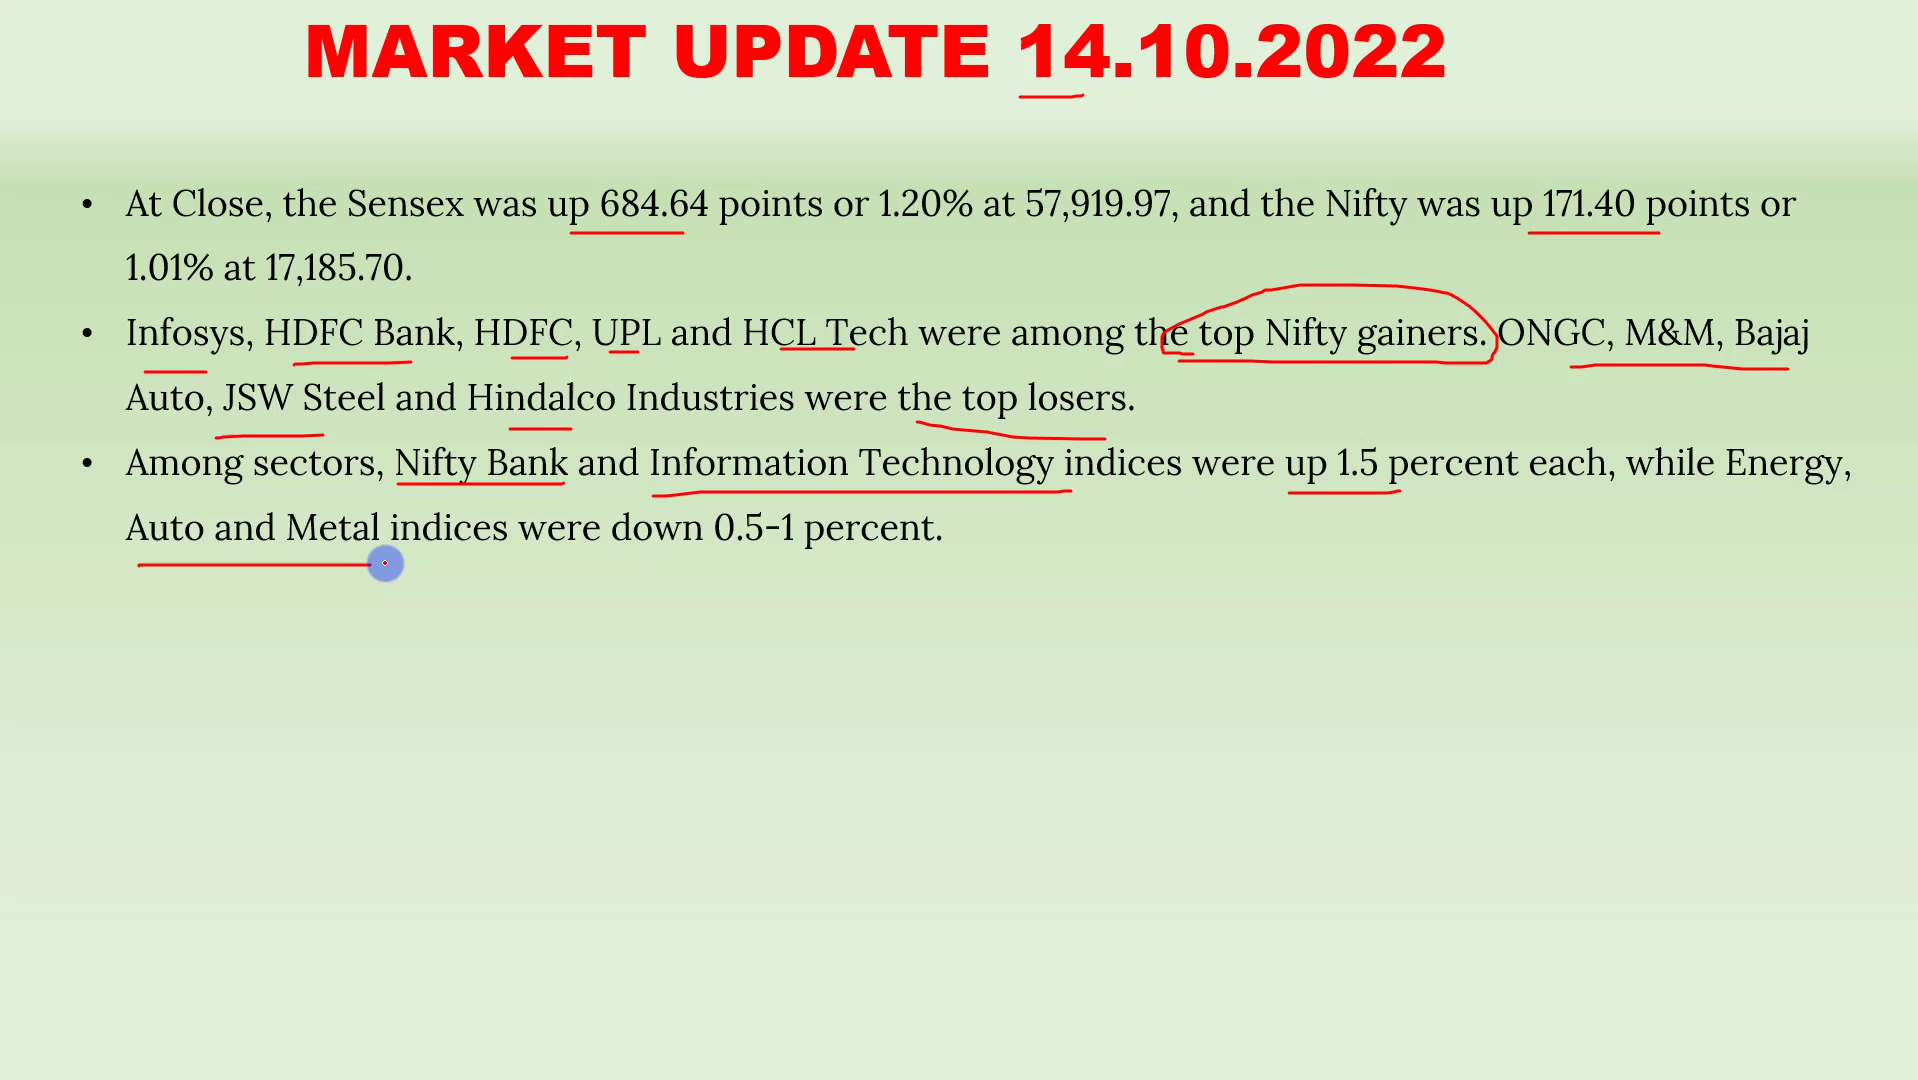 MARKET UPDATE 14.10.2022
• At Close, the Sensex was up 684.64 points or 1.20% at 57,919.97, and the Nifty was up 171.40 points or
1.01% at 17,185.70.
• Infosys, HDFC Bank, HDFC, UPL and HCL Tech were among the top Nifty gainers. ONGC, M&M, Bajaj
Auto, JSW Steel and Hindalco Industries were the top losers.
• Among sectors, Nifty Bank and Information Technology indices were up 1.5 percent each, while Energy,
Auto and Metal indices were down 0.5-1 percent.